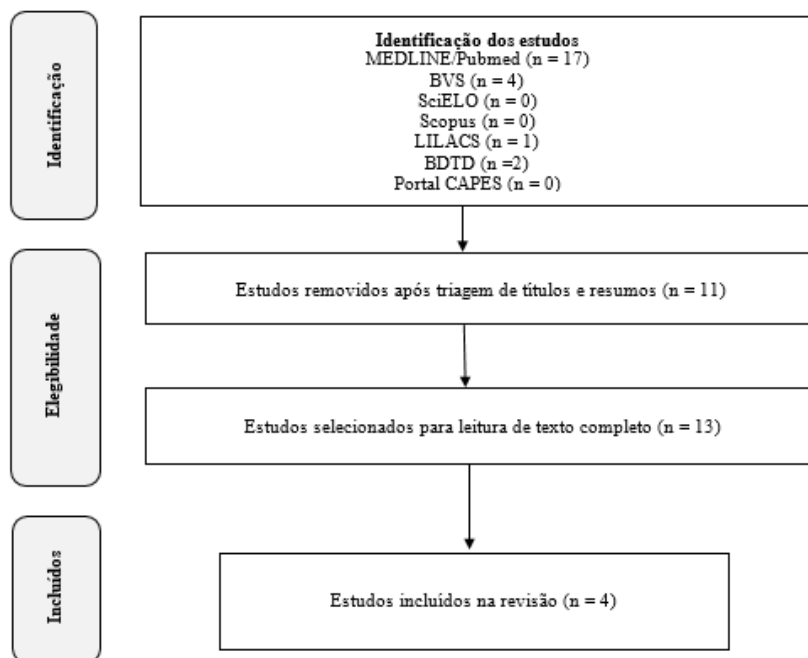 Identificação
Identificação dos estudos
MEDLINE/Pubmed (n = 17)
BVS (n = 4)
SciELO (n = 0)
Scopus (n = 0)
LILACS (n = 1)
BDTD (n =2)
Portal CAPES (n = 0)
Elegibilidade
Estudos removidos após triagem de títulos e resumos (n = 11)
Estudos selecionados para leitura de texto completo (n = 13)
Incluídos
Estudos incluídos na revisão (n = 4)